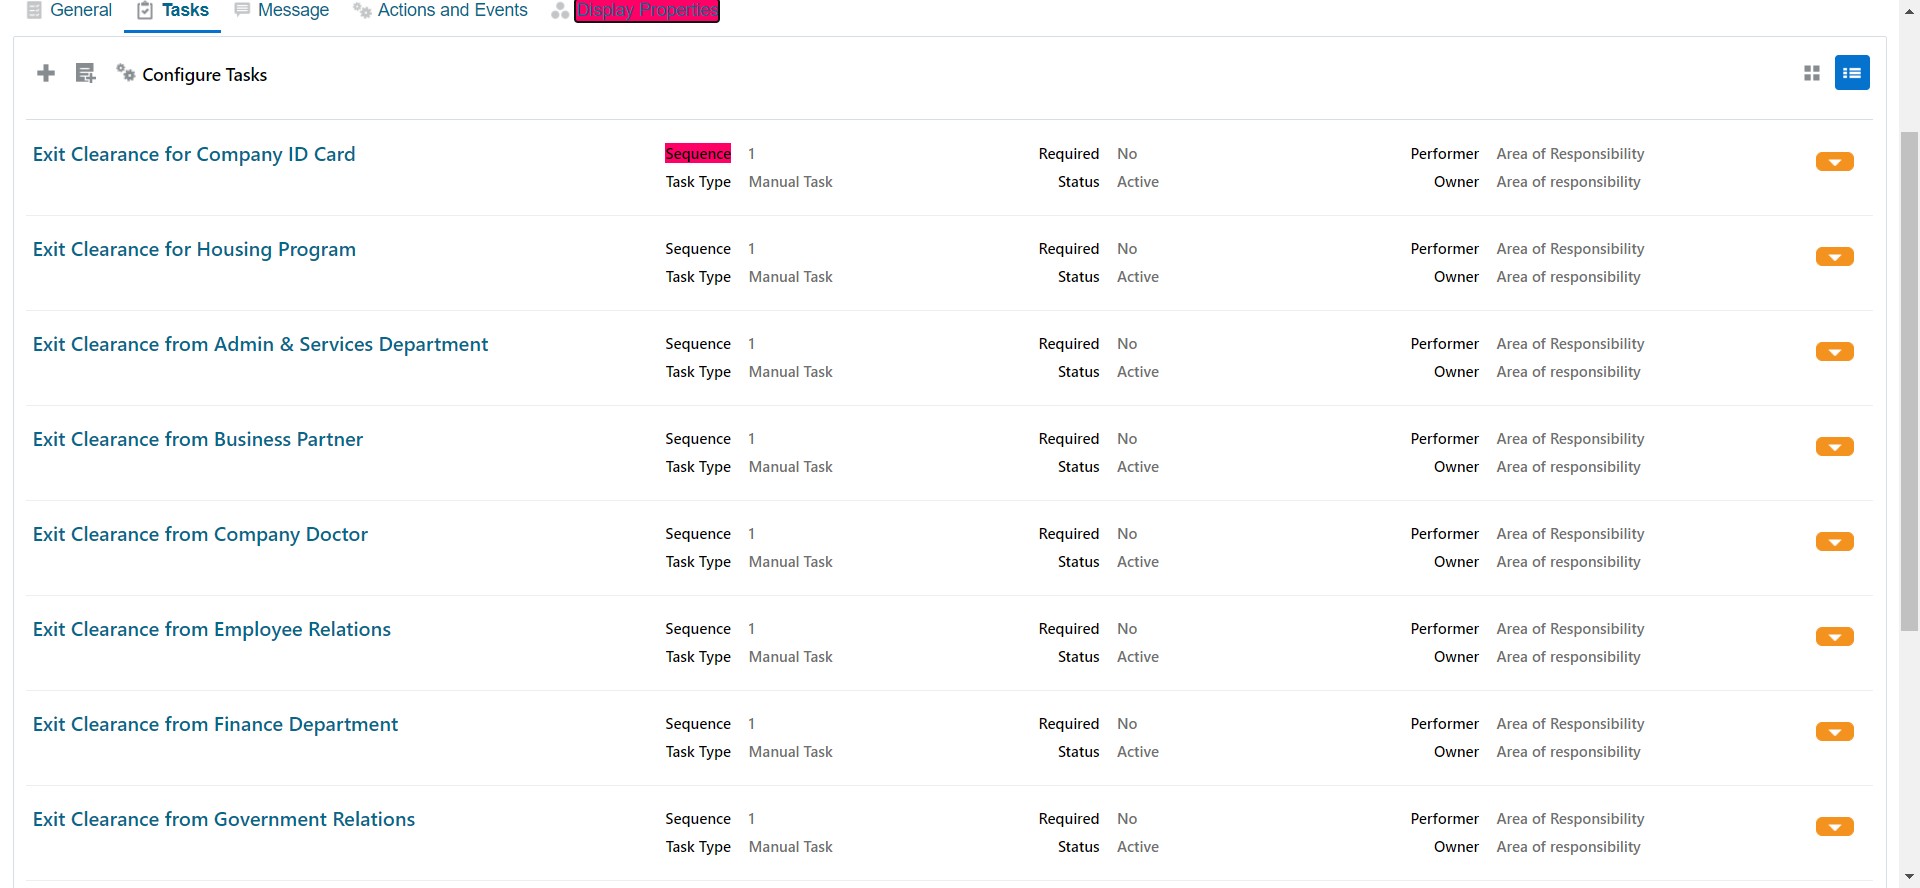 General Tasks Message Actions and Events Display Properties
Configure Tasks
Exit Clearance for Company ID Card Sequence 1 Required No Performer Area of Responsibility
Task Type Manual Task Status Active Owner Area of responsibility
Exit Clearance for Housing Program Sequence 1 Required No Performer Area of Responsibility
Task Type Manual Task Status Active Owner Area of responsibility
Exit Clearance from Admin & Services Department Sequence 1 Required No Performer Area of Responsibility
Task Type Manual Task Status Active Owner Area of responsibility
Exit Clearance from Business Partner Sequence 1 Required No Performer Area of Responsibility
Task Type Manual Task Status Active Owner Area of responsibility
Exit Clearance from Company Doctor Sequence 1 Required No Performer Area of Responsibility
Task Type Manual Task Status Active Owner Area of responsibility
Exit Clearance from Employee Relations Sequence 1 Required No Performer Area of Responsibility
Task Type Manual Task Status Active Owner Area of responsibility
Exit Clearance from Finance Department Sequence 1 Required No Performer Area of Responsibility
Task Type Manual Task Status Active Owner Area of responsibility
Exit Clearance from Government Relations Sequence 1 Required No Performer Area of Responsibility
Task Type Manual Task Status Active Owner Area of responsibility